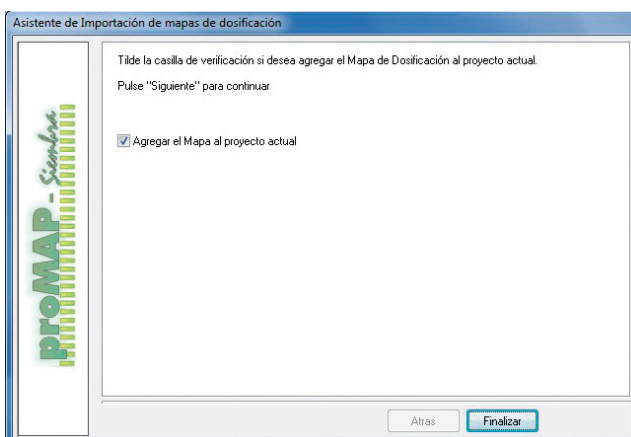 Asistente de Importación de mapas de dosificación
Tilde la casilla de verificación si desea agregar el Mapa de Dosificación al proyecto actual.
Pulse "Siguiente" para continuar
Agregar el Mapa al proyecto actual
proMAP - Siembra
Atras
Finalizar